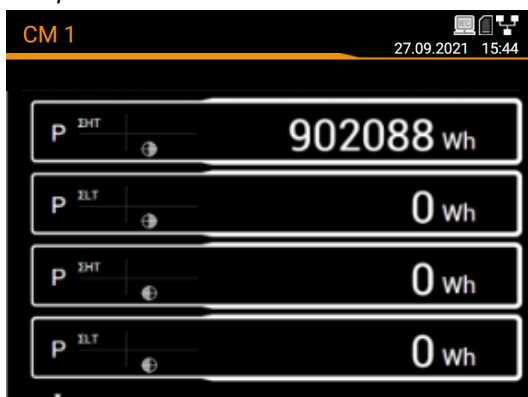 CM 1
27.09.2021 15:44
P ΣHT 902088 Wh
P ΣLT 0 Wh
P ΣHT 0 Wh
P ΣLT 0 Wh